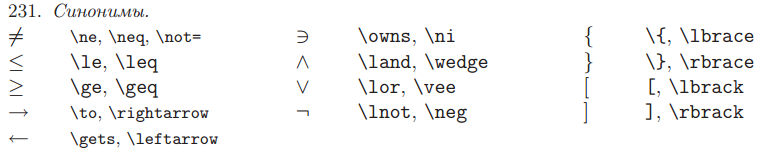 231. Синонимы.
≠ \ne, \neq, \not= ∋ \owns, \ni { \{, \lbrace
≤ \le, \leq ∧ \land, \wedge } \}, \rbrace
≥ \ge, \geq ∨ \lor, \vee [ [, \lbrack
→ \to, \rightarrow ¬ \lnot, \neg ] ], \rbrack
← \gets, \leftarrow